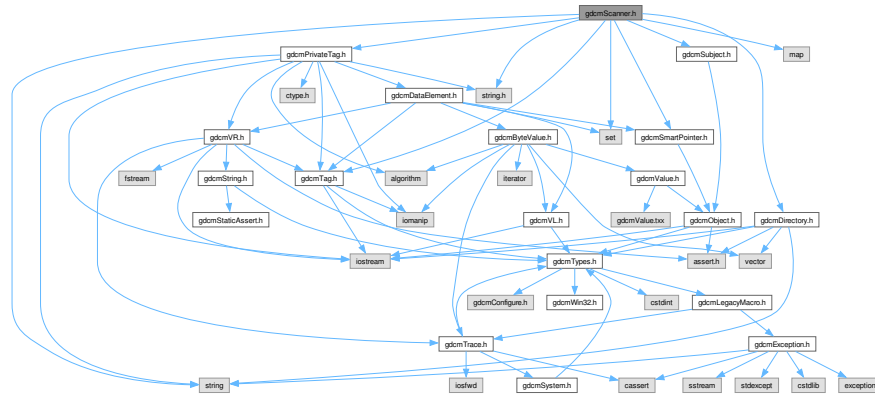 gdcmScanner.h
gdcmPrivateTag.h
gdcmSubject.h
map
ctype.h
gdcmDataElement.h
string.h
gdcmVR.h
gdcmByteValue.h
set
gdcmSmartPointer.h
fstream
gdcmString.h
gdcmTag.h
algorithm
iterator
gdcmValue.h
gdcmStaticAssert.h
iomanip
gdcmVL.h
gdcmValue.txx
gdcmObject.h
gdcmDirectory.h
iostream
gdcmTypes.h
assert.h
vector
gdcmConfigure.h
gdcmWin32.h
cstdint
gdcmLegacyMacro.h
gdcmTrace.h
gdcmException.h
string
iosfwd
gdcmSystem.h
cassert
sstream
stdexcept
cstdlib
exception